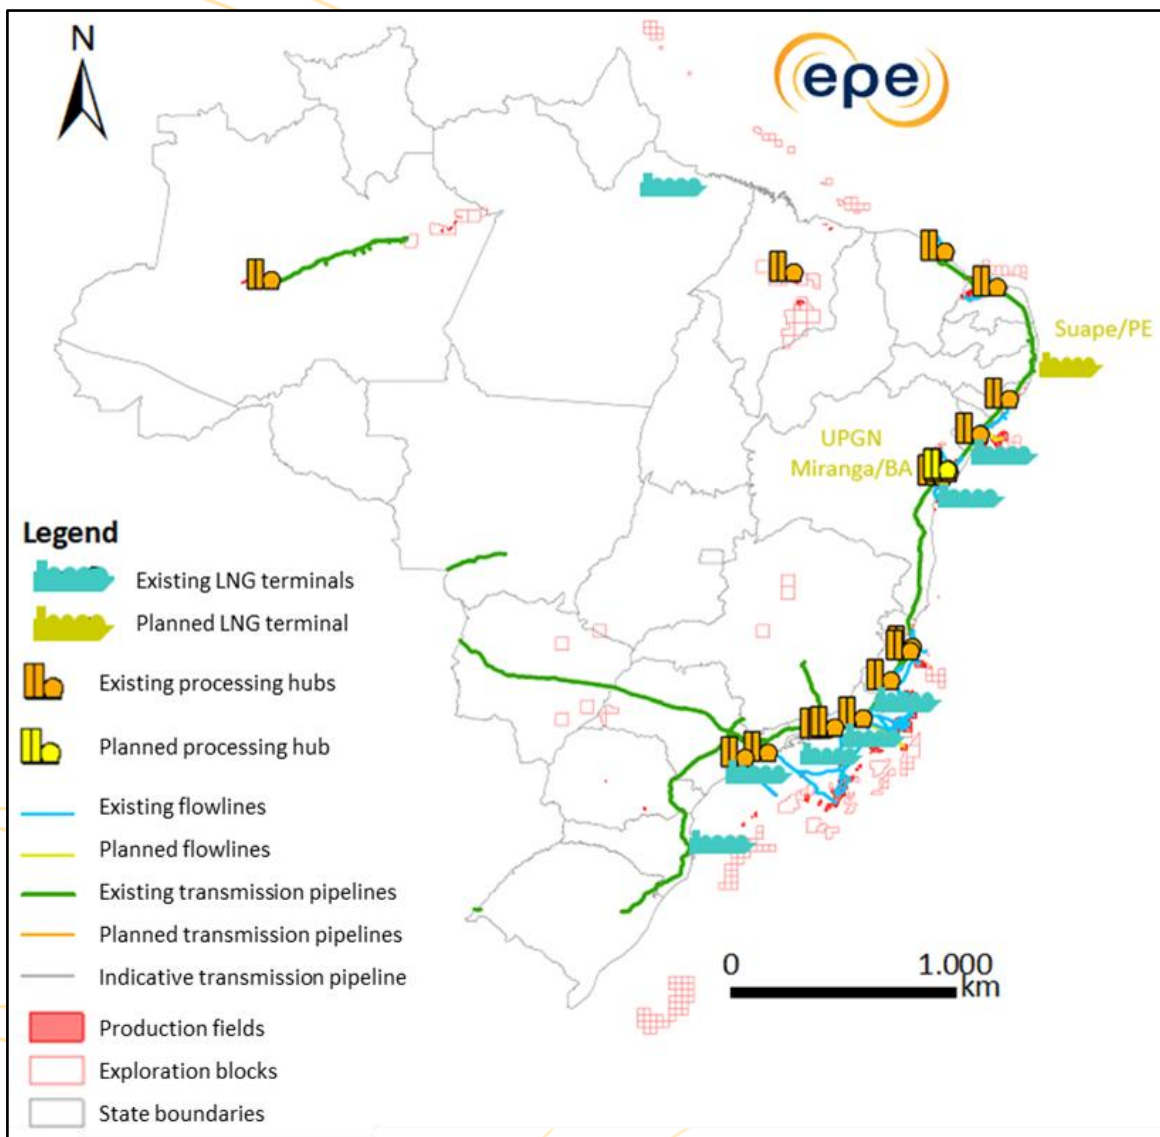 N
epe
Suape/PE
UPGN
Miranga/BA
Legend
Existing LNG terminals
Planned LNG terminal
Existing processing hubs
Planned processing hub
Existing flowlines
Planned flowlines
Existing transmission pipelines
Planned transmission pipelines
Indicative transmission pipeline
Production fields
Exploration blocks
State boundaries
0 1.000
km